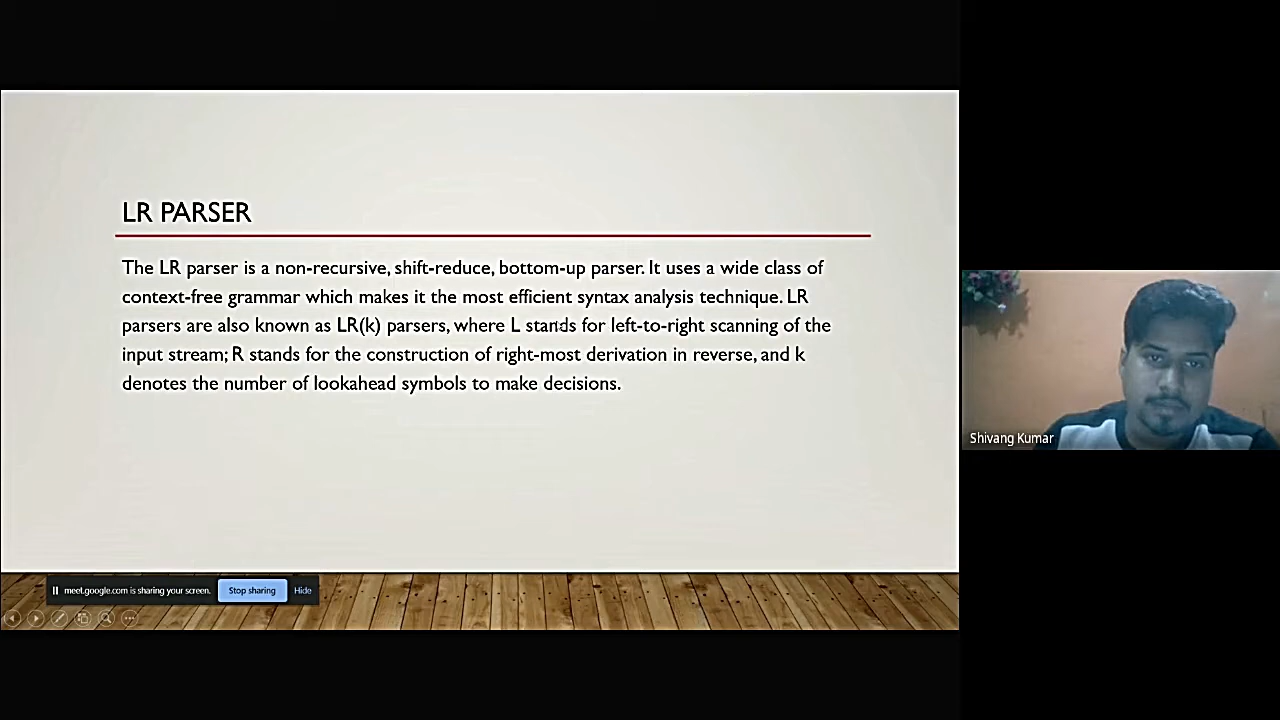 LR PARSER
The LR parser is a non-recursive, shift-reduce, bottom-up parser. It uses a wide class of
context-free grammar which makes it the most efficient syntax analysis technique. LR
parsers are also known as LR(k) parsers, where L stands for left-to-right scanning of the
input stream; R stands for the construction of right-most derivation in reverse, and k
denotes the number of lookahead symbols to make decisions.
Shivang Kumar
meet.google.com is sharing your screen. Stop sharing Hide